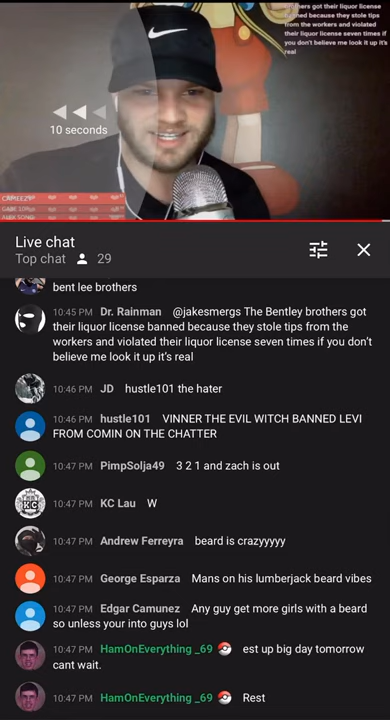 ers got their liquor license
banned because they stole tips from
the workers and violated
their liquor license seven times if
you don't believe me look it up it's
real
10 seconds
Live chat
Top chat 29
bent lee brothers
10:45 PM Dr. Rainman @jakesmergs The Bentley brothers got
their liquor license banned because they stole tips from the
workers and violated their liquor license seven times if you don't
believe me look it up it's real
10:46 PM JD hustle101 the hater
10:46 PM hustle101 VINNER THE EVIL WITCH BANNED LEVI
FROM COMIN ON THE CHATTER
10:47 PM PimpSolja49 3 2 1 and zach is out
KC
10:47 PM KC Lau W
10:47 PM Andrew Ferreyra beard is crazyyyyy
10:47 PM George Esparza Mans on his lumberjack beard vibes
10:47 PM Edgar Camunez Any guy get more girls with a beard
so unless your into guys lol
10:47 PM HamOnEverything _69 est up big day tomorrow
cant wait.
10:47 PM HamOnEverything _69 Rest